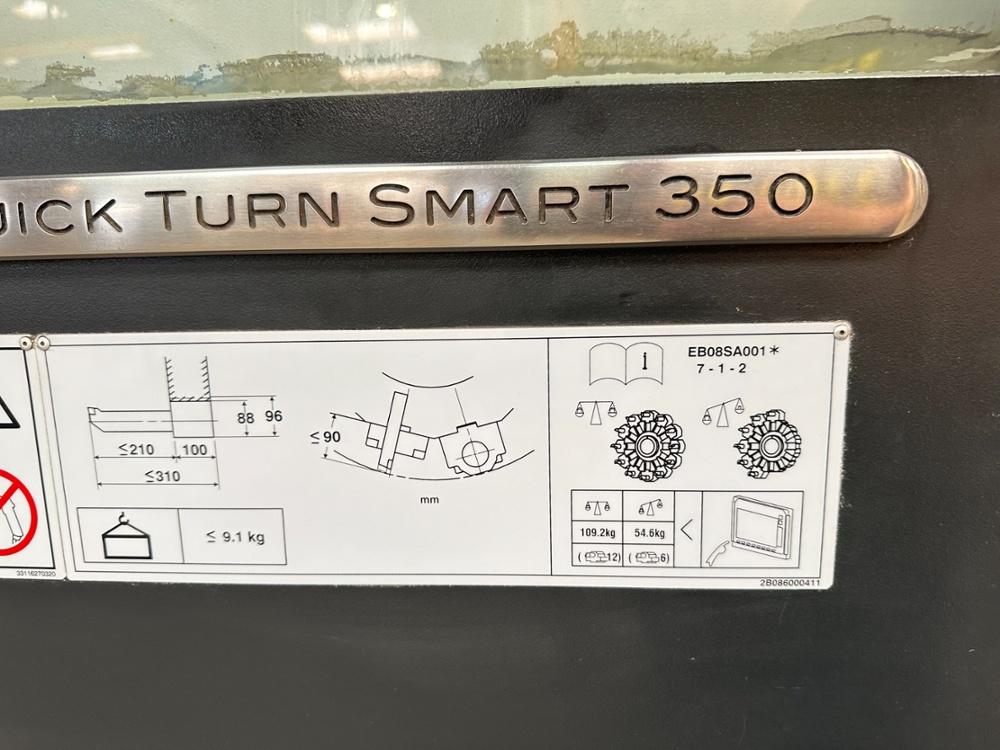 UICK TURN SMART 350
EB08SA001*
7-1-2
88
96
≤210
100
≤310
≤90
mm
≤ 9.1 kg
109.2kg
54.6kg
<
(12)
(6)
33116270320
2B086000411